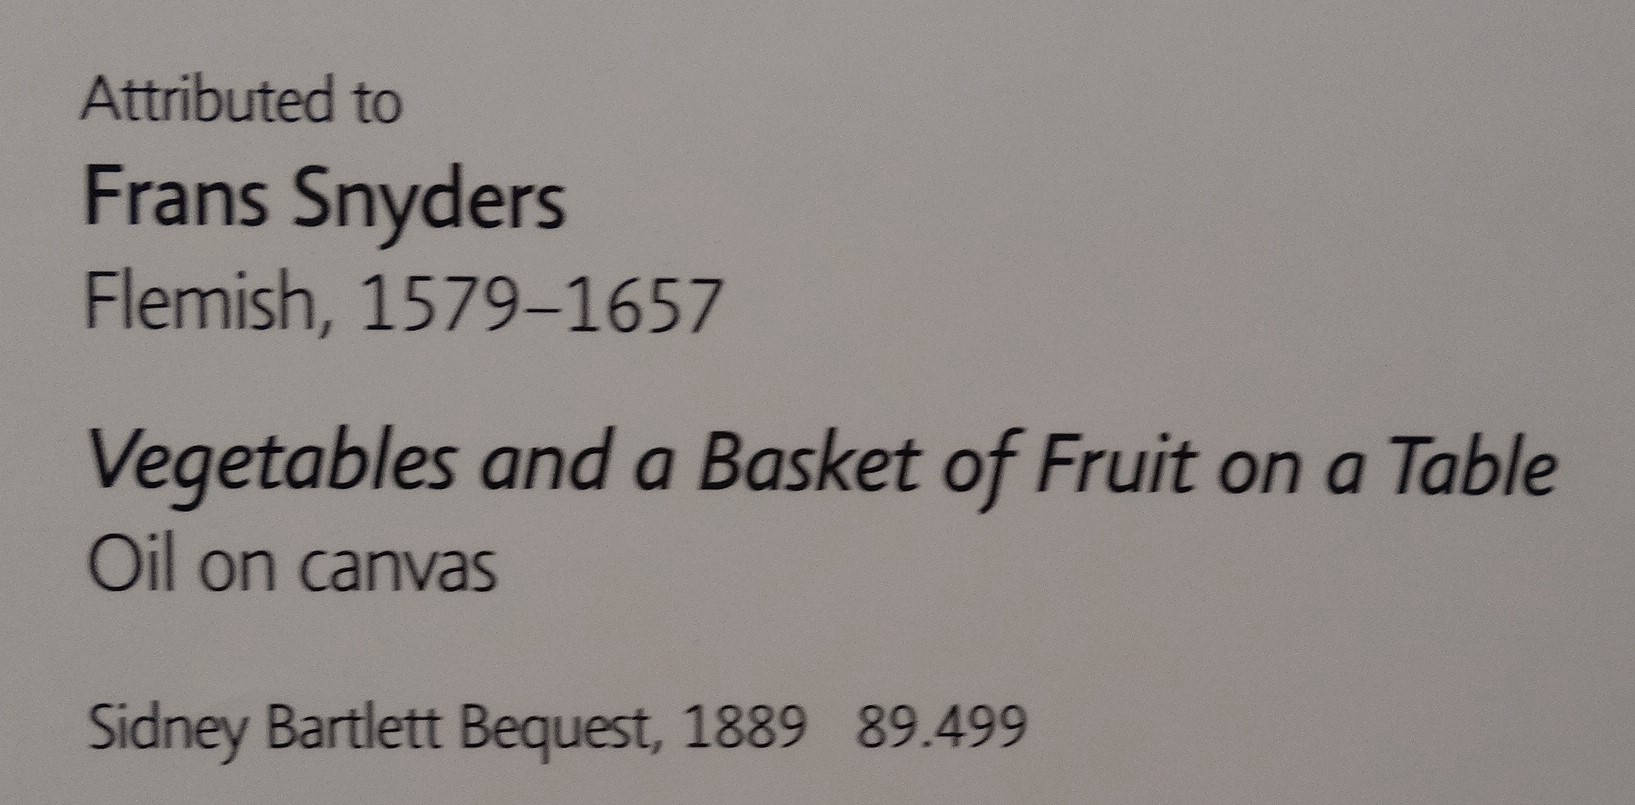 Attributed to
Frans Snyders
Flemish, 1579–1657
Vegetables and a Basket of Fruit on a Table
Oil on canvas
Sidney Bartlett Bequest, 1889 89.499